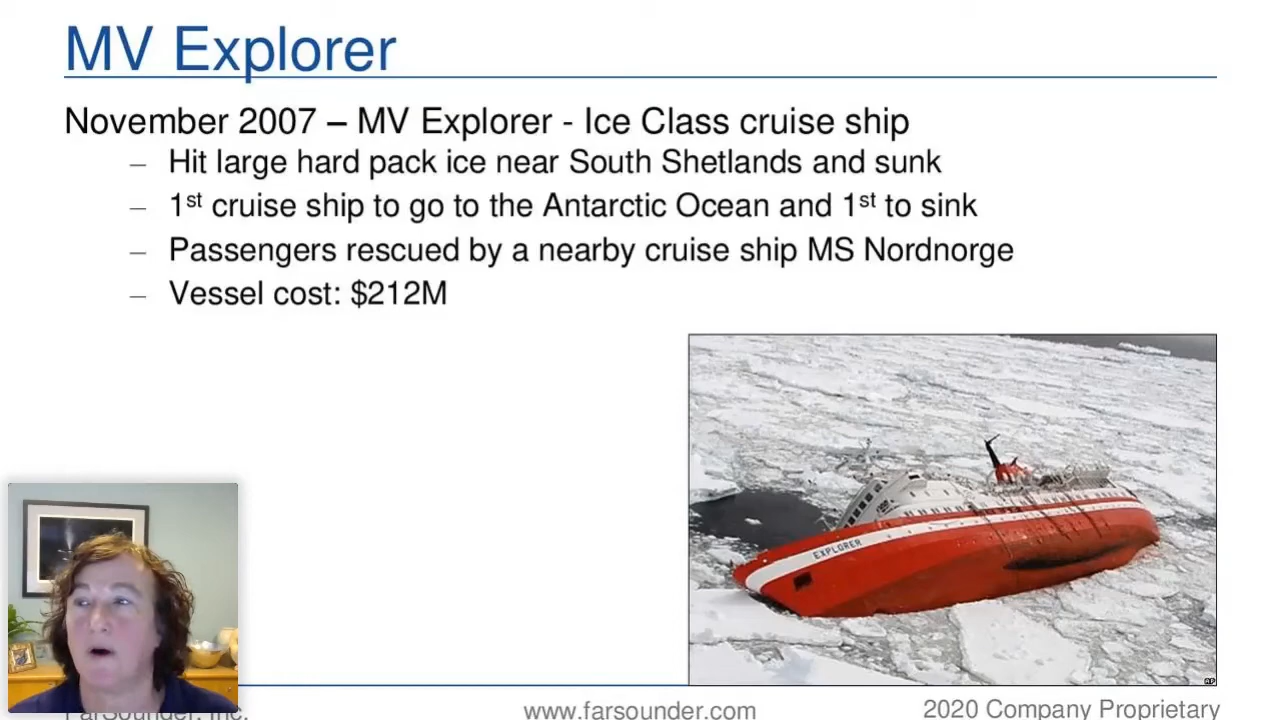 MV Explorer
November 2007 – MV Explorer - Ice Class cruise ship
– Hit large hard pack ice near South Shetlands and sunk
– 1st cruise ship to go to the Antarctic Ocean and 1st to sink
– Passengers rescued by a nearby cruise ship MS Nordnorge
– Vessel cost: $212M
EXPLORER
AP
FarSounder, Inc.
www.farsounder.com
2020 Company Proprietary